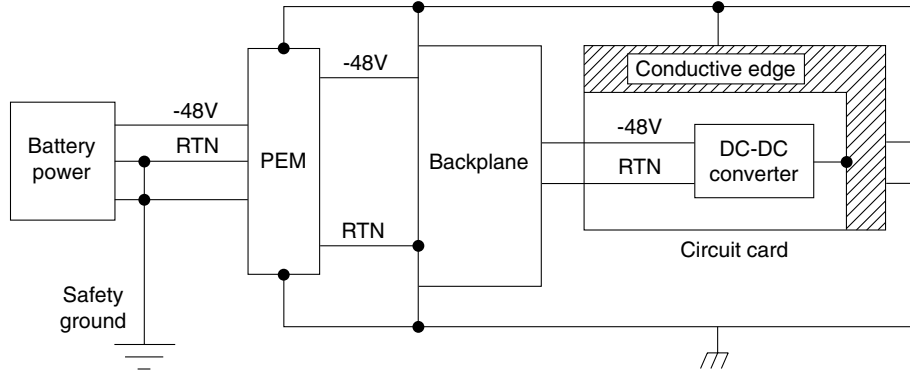 -48V
Conductive edge
-48V
Battery
power
RTN
PEM
Backplane
-48V
RTN
DC-DC
converter
RTN
Circuit card
Safety
ground